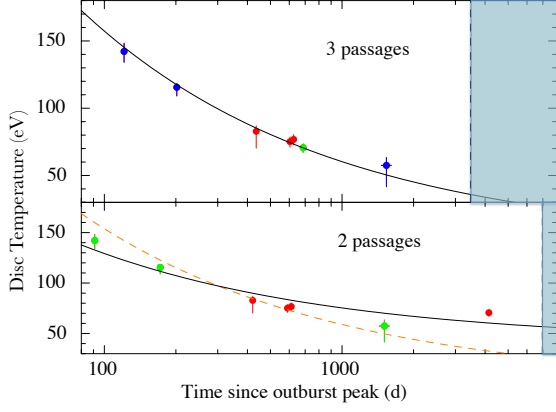 150
3 passages
100
50
Disc Temperature (eV)
150
2 passages
100
50
100
1000
Time since outburst peak (d)